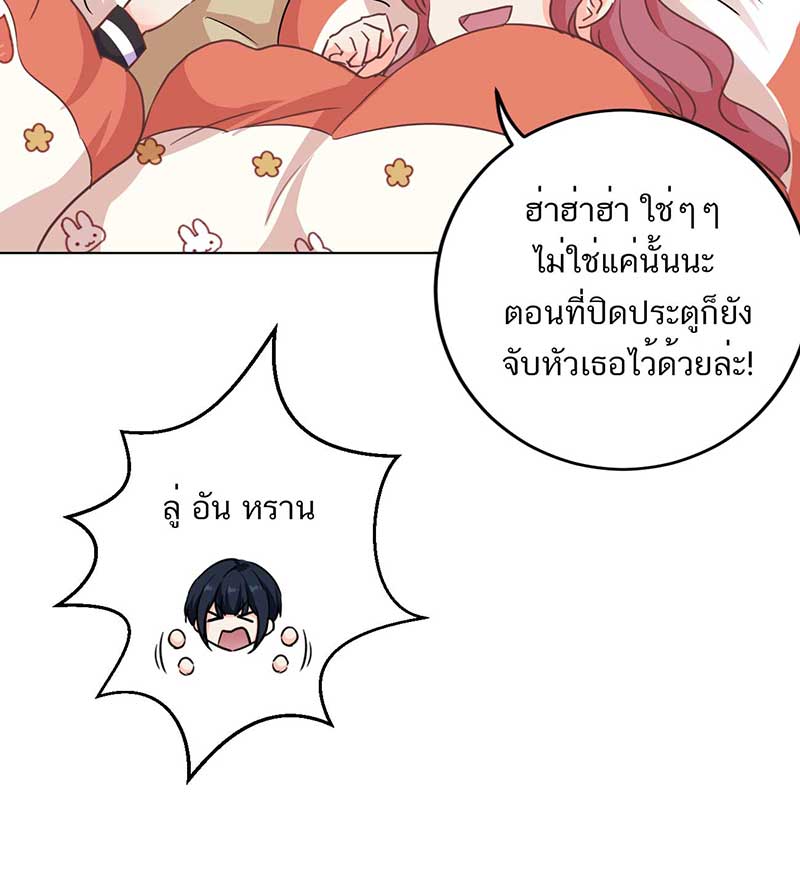 ฮ่าฮ่าฮ่า ใช่ๆๆ
ไม่ใช่แค่นั้นนะ
ตอนที่ปิดประตูก็ยัง
จับหัวเธอไว้ด้วยล่ะ!
ลู่ อัน หราน